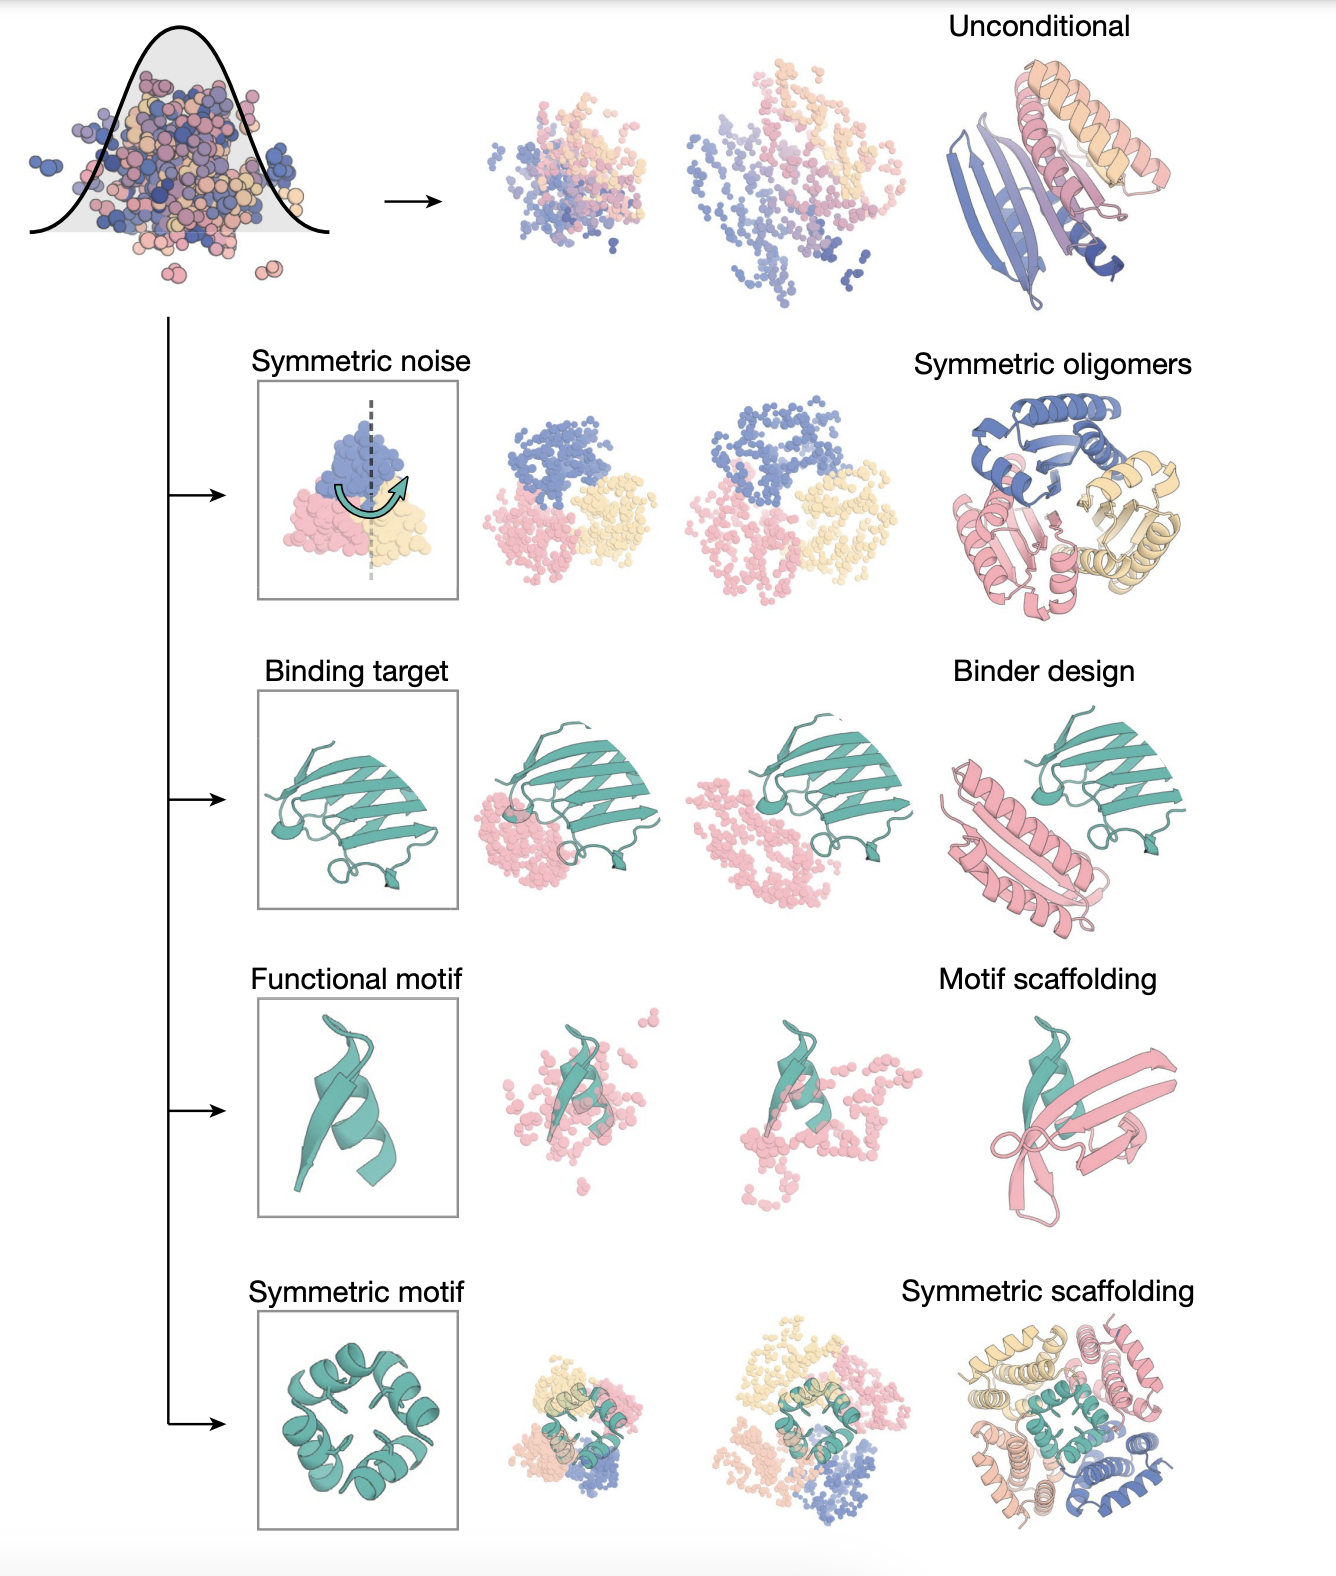 Unconditional
Symmetric noise
Symmetric oligomers
Binding target
Binder design
Functional motif
Motif scaffolding
Symmetric motif
Symmetric scaffolding